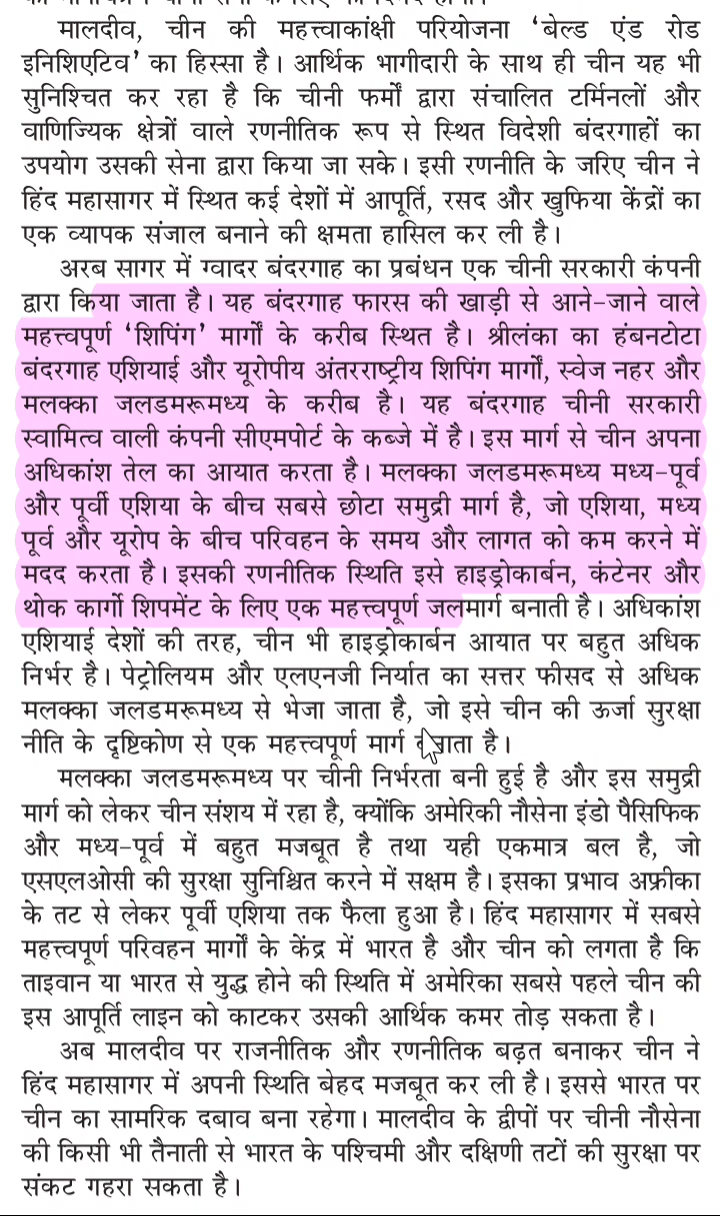 मालदीव, चीन की महत्त्वाकांक्षी परियोजना ‘बेल्ड एंड रोड
इनिशिएटिव’ का हिस्सा है। आर्थिक भागीदारी के साथ ही चीन यह भी
सुनिश्चित कर रहा है कि चीनी फर्मों द्वारा संचालित टर्मिनलों और
वाणिज्यिक क्षेत्रों वाले रणनीतिक रूप से स्थित विदेशी बंदरगाहों का
उपयोग उसकी सेना द्वारा किया जा सके। इसी रणनीति के जरिए चीन ने
हिंद महासागर में स्थित कई देशों में आपूर्ति, रसद और खुफिया केंद्रों का
एक व्यापक संजाल बनाने की क्षमता हासिल कर ली है।
अरब सागर में ग्वादर बंदरगाह का प्रबंधन एक चीनी सरकारी कंपनी
द्वारा किया जाता है। यह बंदरगाह फारस की खाड़ी से आने-जाने वाले
महत्त्वपूर्ण ‘शिपिंग’ मार्गों के करीब स्थित है। श्रीलंका का हंबनटोटा
बंदरगाह एशियाई और यूरोपीय अंतरराष्ट्रीय शिपिंग मार्गों, स्वेज नहर और
मलक्का जलडमरूमध्य के करीब है। यह बंदरगाह चीनी सरकारी
स्वामित्व वाली कंपनी सीएमपोर्ट के कब्जे में है। इस मार्ग से चीन अपना
अधिकांश तेल का आयात करता है। मलक्का जलडमरूमध्य मध्य-पूर्व
और पूर्वी एशिया के बीच सबसे छोटा समुद्री मार्ग है, जो एशिया, मध्य
पूर्व और यूरोप के बीच परिवहन के समय और लागत को कम करने में
मदद करता है। इसकी रणनीतिक स्थिति इसे हाइड्रोकार्बन, कंटेनर और
थोक कार्गो शिपमेंट के लिए एक महत्त्वपूर्ण जलमार्ग बनाती है। अधिकांश
एशियाई देशों की तरह, चीन भी हाइड्रोकार्बन आयात पर बहुत अधिक
निर्भर है। पेट्रोलियम और एलएनजी निर्यात का सत्तर फीसद से अधिक
मलक्का जलडमरूमध्य से भेजा जाता है, जो इसे चीन की ऊर्जा सुरक्षा
नीति के दृष्टिकोण से एक महत्त्वपूर्ण मार्ग है।
मलक्का जलडमरूमध्य पर चीनी निर्भरता बनी हुई है और इस समुद्री
मार्ग को लेकर चीन संशय में रहा है, क्योंकि अमेरिकी नौसेना इंडो पैसिफिक
और मध्य-पूर्व में बहुत मजबूत है तथा यही एकमात्र बल है, जो
एसएलओसी की सुरक्षा सुनिश्चित करने में सक्षम है। इसका प्रभाव अफ्रीका
के तट से लेकर पूर्वी एशिया तक फैला हुआ है। हिंद महासागर में सबसे
महत्त्वपूर्ण परिवहन मार्गों के केंद्र में भारत है और चीन को लगता है कि
ताइवान या भारत से युद्ध होने की स्थिति में अमेरिका सबसे पहले चीन की
इस आपूर्ति लाइन को काटकर उसकी आर्थिक कमर तोड़ सकता है।
अब मालदीव पर राजनीतिक और रणनीतिक बढ़त बनाकर चीन ने
हिंद महासागर में अपनी स्थिति बेहद मजबूत कर ली है। इससे भारत पर
चीन का सामरिक दबाव बना रहेगा। मालदीव के द्वीपों पर चीनी नौसेना
की किसी भी तैनाती से भारत के पश्चिमी और दक्षिणी तटों की सुरक्षा पर
संकट गहरा सकता है।